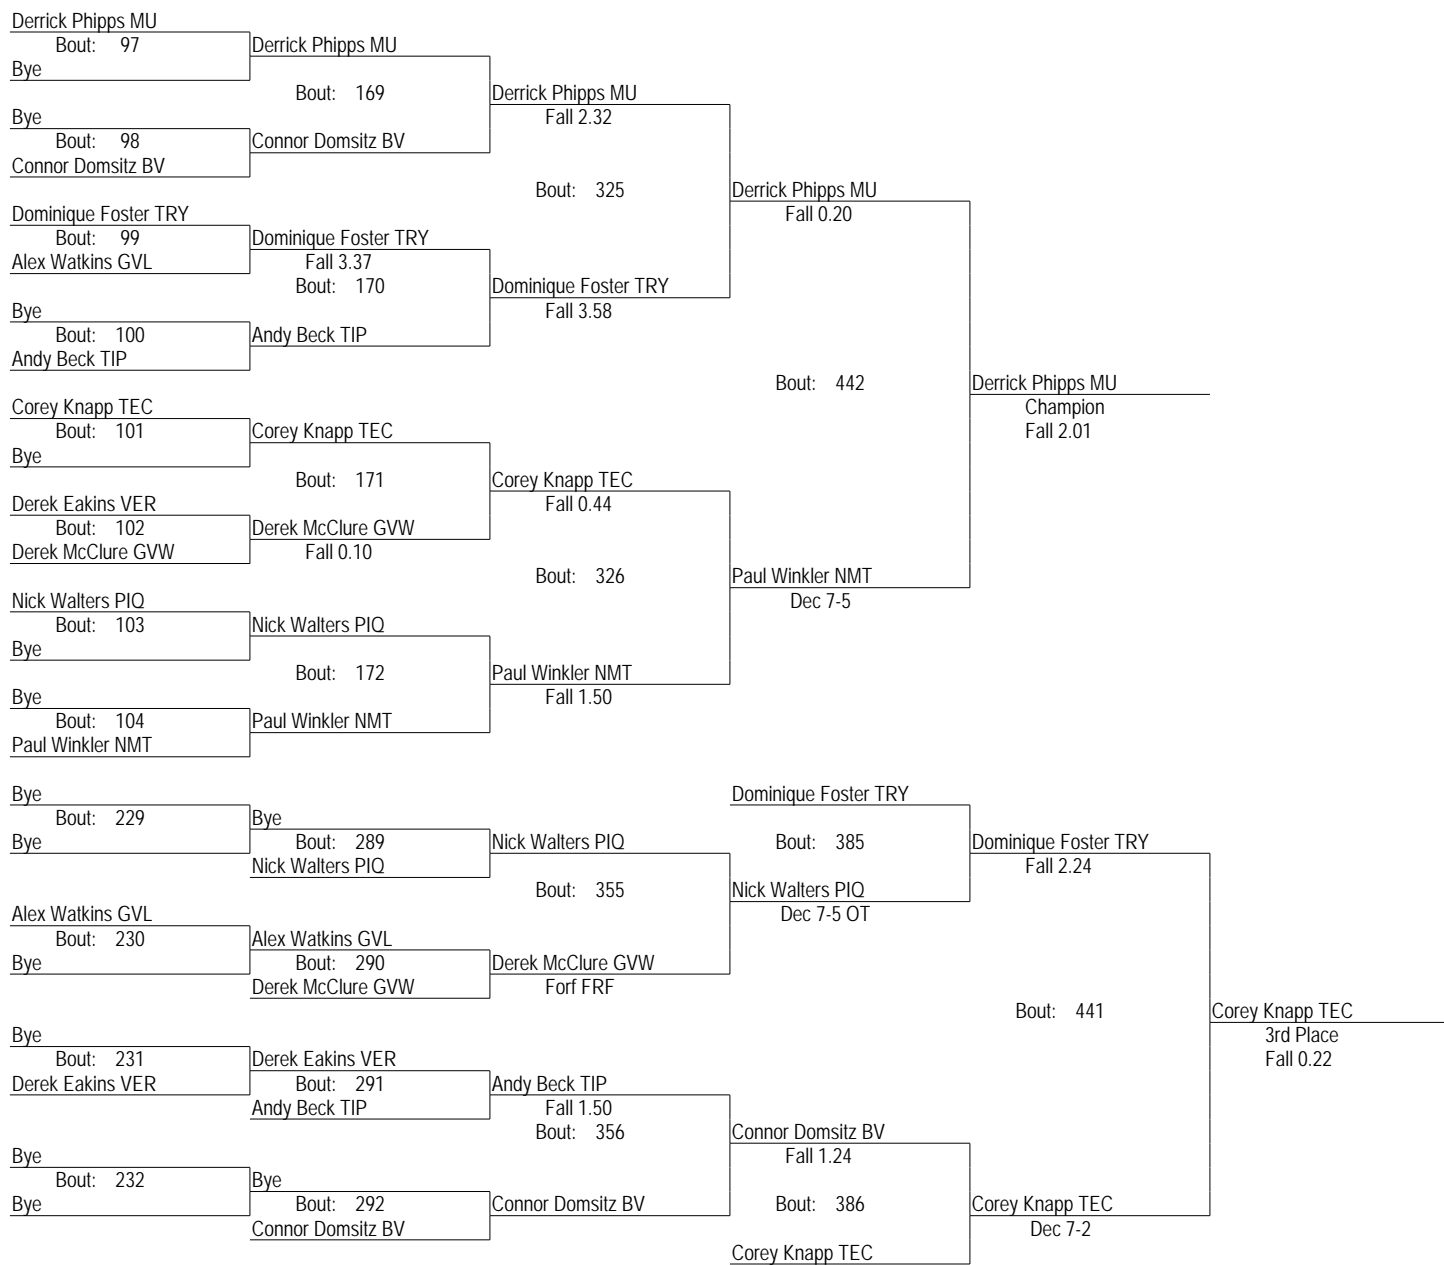 Derrick Phipps MU
Bout: 97
Derrick Phipps MU
Bye
Bout: 169
Derrick Phipps MU
Bye
Fall 2.32
Bout: 98
Connor Domsitz BV
Connor Domsitz BV
Bout: 325
Derrick Phipps MU
Dominique Foster TRY
Fall 0.20
Bout: 99
Dominique Foster TRY
Alex Watkins GVL
Fall 3.37
Bout: 170
Dominique Foster TRY
Bye
Fall 3.58
Bout: 100
Andy Beck TIP
Andy Beck TIP
Bout: 442
Derrick Phipps MU
Corey Knapp TEC
Champion
Bout: 101
Corey Knapp TEC
Fall 2.01
Bye
Bout: 171
Corey Knapp TEC
Derek Eakins VER
Fall 0.44
Bout: 102
Derek McClure GVW
Derek McClure GVW
Fall 0.10
Bout: 326
Paul Winkler NMT
Nick Walters PIQ
Dec 7-5
Bout: 103
Nick Walters PIQ
Bye
Bout: 172
Paul Winkler NMT
Bye
Fall 1.50
Bout: 104
Paul Winkler NMT
Paul Winkler NMT
Bye
Dominique Foster TRY
Bout: 229
Bye
Bye
Bout: 289
Nick Walters PIQ
Bout: 385
Dominique Foster TRY
Nick Walters PIQ
Fall 2.24
Bout: 355
Nick Walters PIQ
Alex Watkins GVL
Dec 7-5 OT
Bout: 230
Alex Watkins GVL
Bye
Bout: 290
Derek McClure GVW
Derek McClure GVW
Forf FRF
Bout: 441
Corey Knapp TEC
Bye
3rd Place
Bout: 231
Derek Eakins VER
Fall 0.22
Derek Eakins VER
Bout: 291
Andy Beck TIP
Andy Beck TIP
Fall 1.50
Bout: 356
Connor Domsitz BV
Bye
Fall 1.24
Bout: 232
Bye
Bye
Bout: 292
Connor Domsitz BV
Bout: 386
Corey Knapp TEC
Connor Domsitz BV
Dec 7-2
Corey Knapp TEC